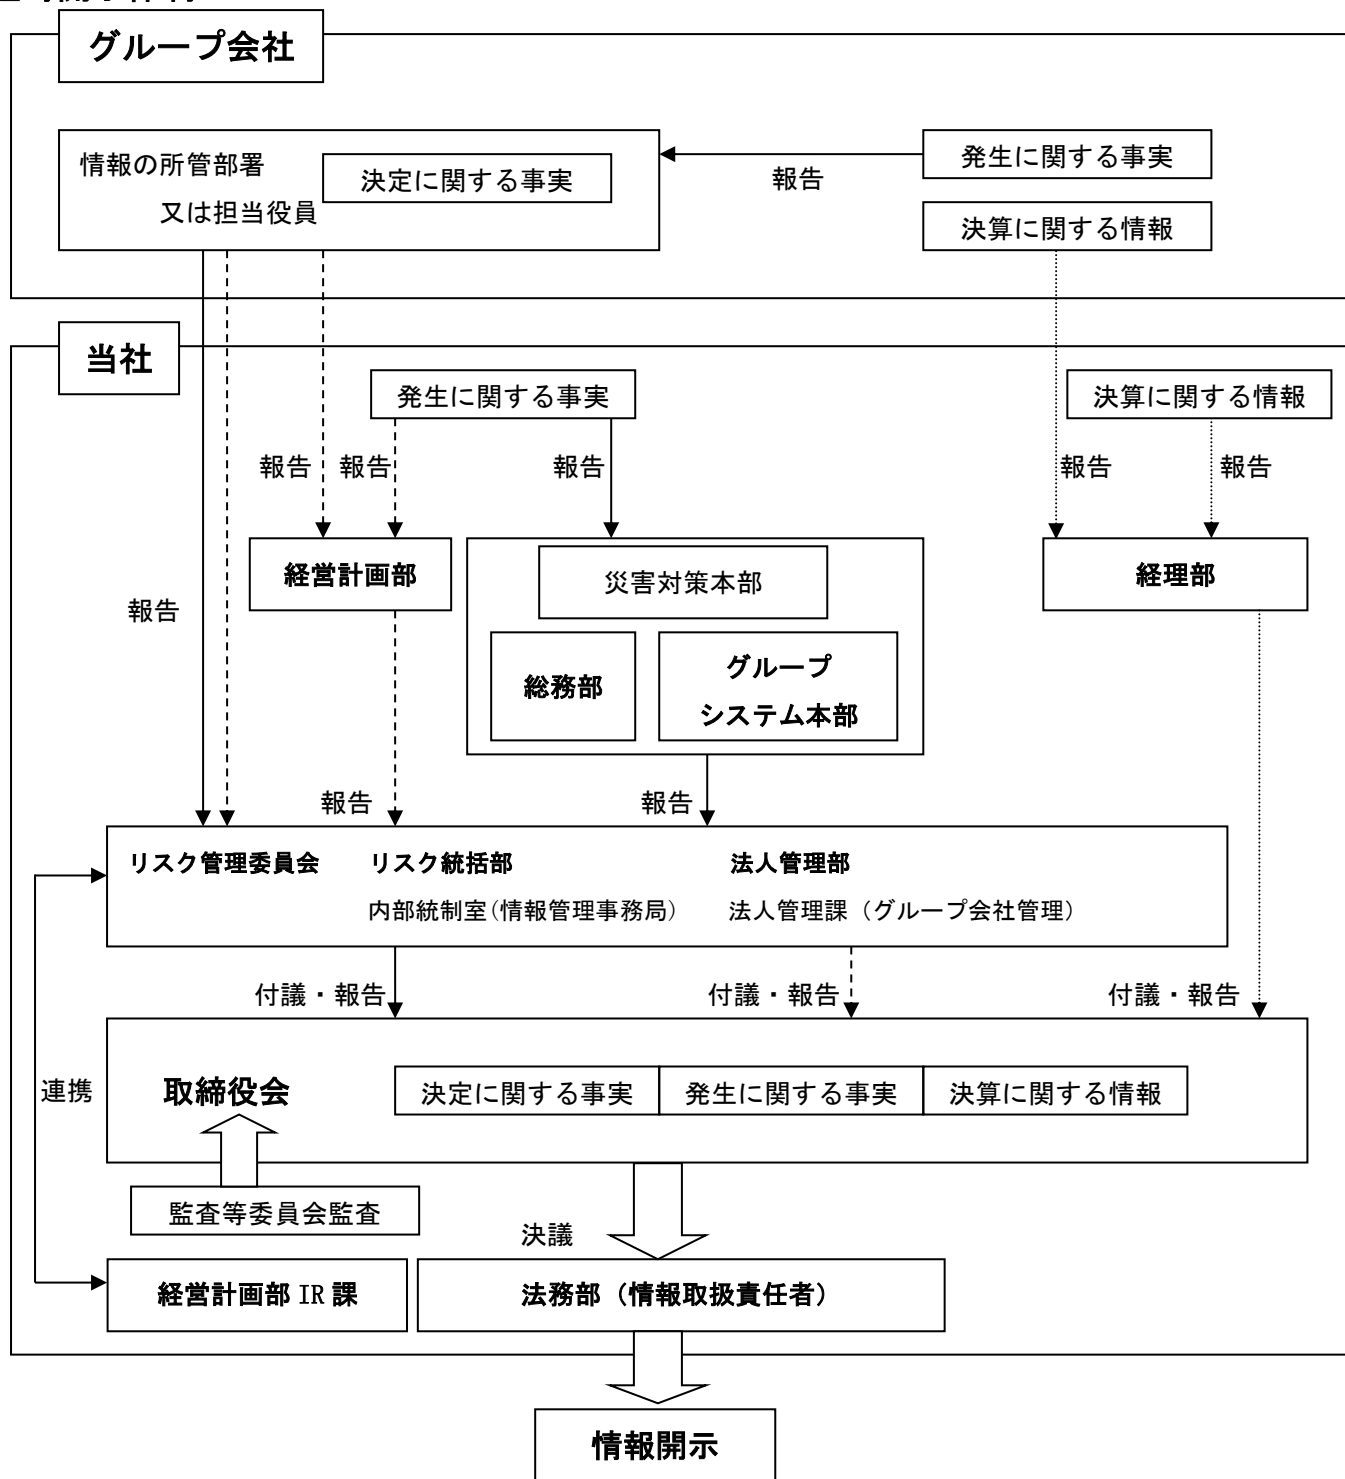 グループ会社
情報の所管部署
又は担当役員
決定に関する事実
報告
発生に関する事実
決算に関する情報
当社
発生に関する事実
決算に関する情報
報告
報告
報告
報告
報告
経営計画部
災害対策本部
経理部
報告
総務部
グループ
システム本部
報告
報告
リスク管理委員会
リスク統括部
法人管理部
内部統制室(情報管理事務局)
法人管理課（グループ会社管理）
付議・報告
付議・報告
付議・報告
連携
取締役会
決定に関する事実
発生に関する事実
決算に関する情報
監査等委員会監査
決議
経営計画部 IR 課
法務部（情報取扱責任者）
情報開示